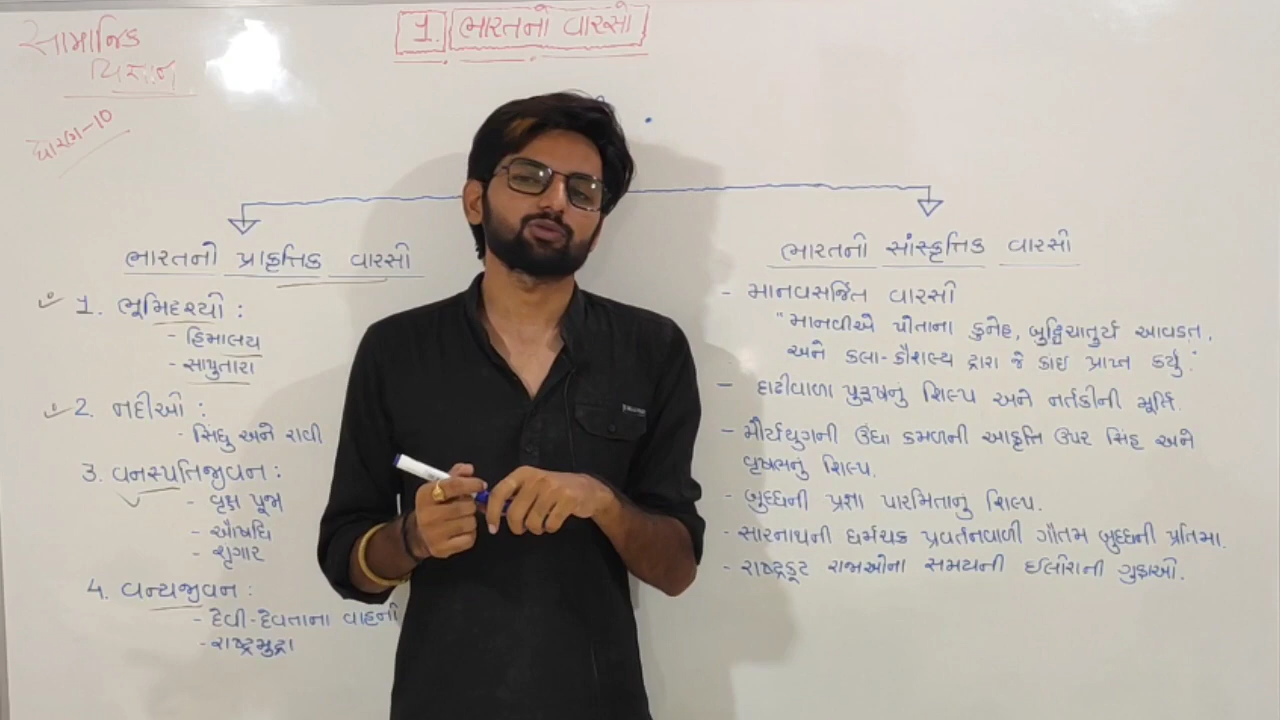 સામાજિક
વિજ્ઞાન
ધોરણ-10
1. ભારતનો વારસો
ભારતનો પ્રાકૃત્તિક વારસો
1. ભૂમિદૃશ્યો :
- હિમાલય
- સાપુતારા
2. નદીઓ :
- સિંધુ અને રાવી
3. વનસ્પતિજીવન :
- વૃક્ષ પૂજા
- ઔષધિ
- શૃગાર
4. વન્યજીવન :
- દેવી-દેવતાના વાહનો
- રાષ્ટ્રમુદ્રા
ભારતનો સાંસ્કૃત્તિક વારસો
- માનવસર્જિત વારસો
"માનવીએ પોતાના કુનેહ, બુદ્ધિચાતુર્ય આવડત,
અને કલા-કૌશલ્ય દ્વારા જે કાંઇ પ્રાપ્ત કર્યું."
- દાઢીવાળા પુરૂષનું શિલ્પ અને નર્તકીની મૂર્તિ.
- મૌર્યયુગની ઊંધા કમળની આકૃત્તિ ઉપર સિંહ અને
વૃષભનું શિલ્પ.
- બુદ્ધની પ્રજ્ઞા પારમિતાનું શિલ્પ.
- સારનાથની ધર્મચક્ર પ્રવર્તનવાળી ગૌતમ બુદ્ધની પ્રતિમા.
- રાષ્ટ્રકૂટ રાજાઓના સમયની ઈલોરાની ગુફાઓ.